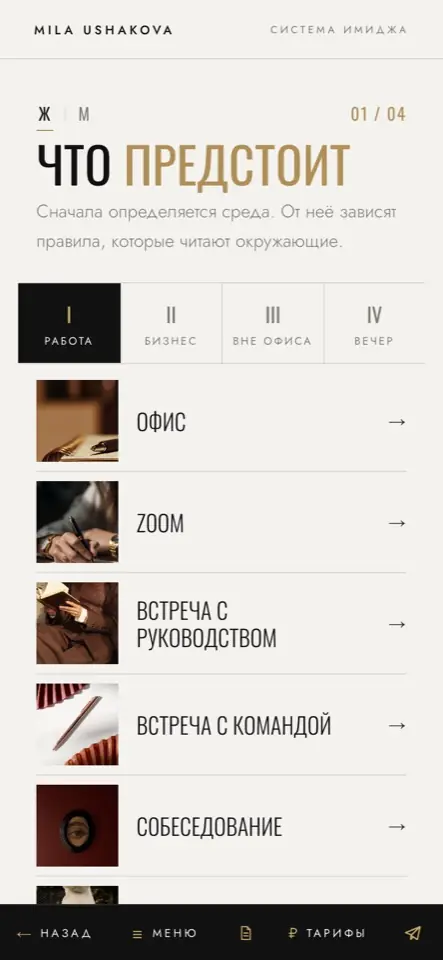 MILA USHAKOVA
СИСТЕМА ИМИДЖА
Ж М
01 / 04
ЧТО ПРЕДСТОИТ
Сначала определяется среда. От неё зависят
правила, которые читают окружающие.
I
РАБОТА
II
БИЗНЕС
III
ВНЕ ОФИСА
IV
ВЕЧЕР
ОФИС →
ZOOM →
ВСТРЕЧА С
РУКОВОДСТВОМ →
ВСТРЕЧА С КОМАНДОЙ →
СОБЕСЕДОВАНИЕ →
← НАЗАД
≡ МЕНЮ
₽ ТАРИФЫ